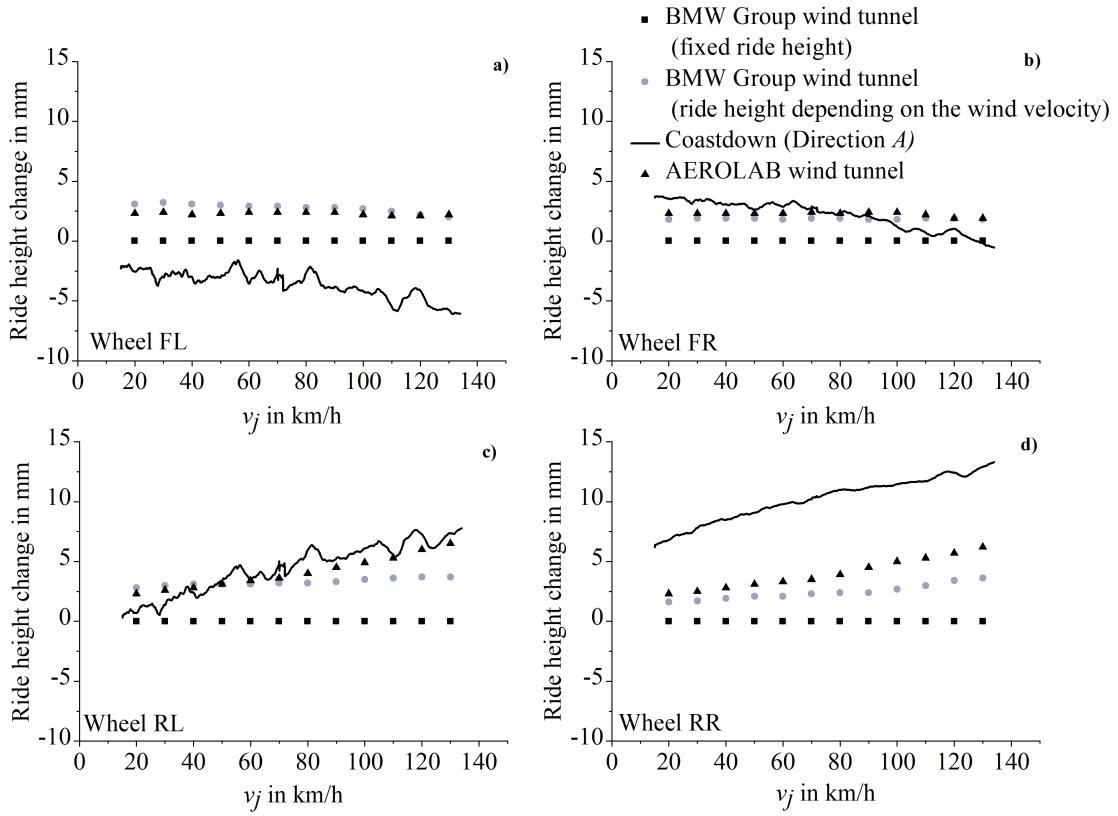 a)
15
10
5
0
-5
-10
Ride height change in mm
Wheel FL
0 20 40 60 80 100 120 140
v_j in km/h
BMW Group wind tunnel
(fixed ride height)
b)
BMW Group wind tunnel
(ride height depending on the wind velocity)
Coastdown (Direction A)
AEROLAB wind tunnel
15
10
5
0
-5
-10
Ride height change in mm
Wheel FR
0 20 40 60 80 100 120 140
v_j in km/h
c)
15
10
5
0
-5
-10
Ride height change in mm
Wheel RL
0 20 40 60 80 100 120 140
v_j in km/h
d)
15
10
5
0
-5
-10
Ride height change in mm
Wheel RR
0 20 40 60 80 100 120 140
v_j in km/h